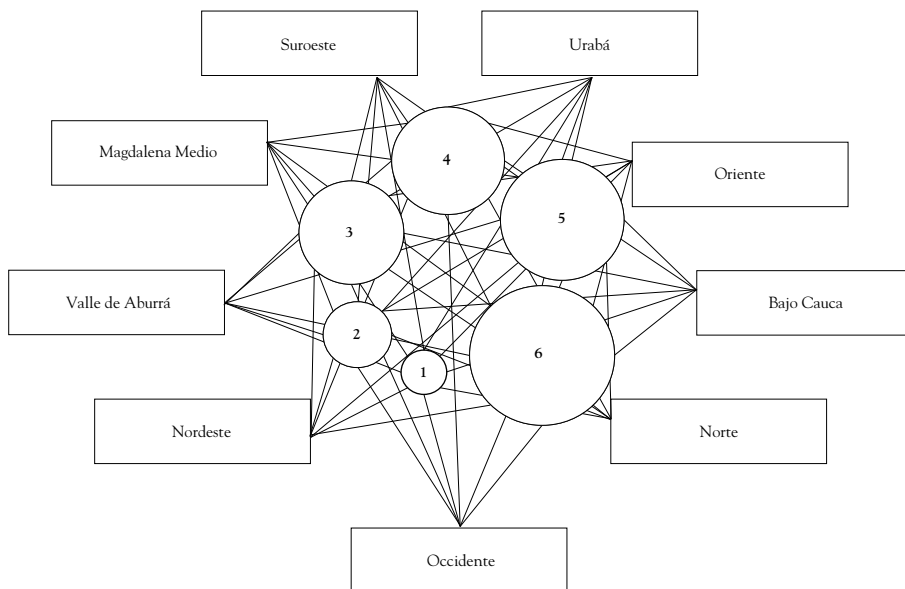 Suroeste
Urabá
Magdalena Medio
4
Oriente
5
3
Valle de Aburrá
Bajo Cauca
2
6
1
Nordeste
Norte
Occidente